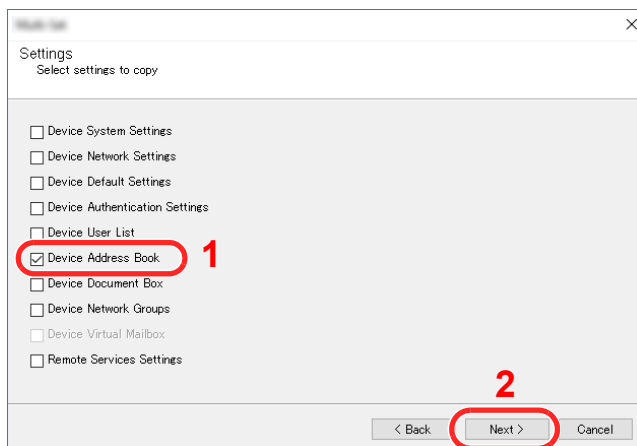 Settings
Select settings to copy
Device System Settings
Device Network Settings
Device Default Settings
Device Authentication Settings
Device User List
Device Address Book 1
Device Document Box
Device Network Groups
Device Virtual Mailbox
Remote Services Settings
2
< Back Next > Cancel